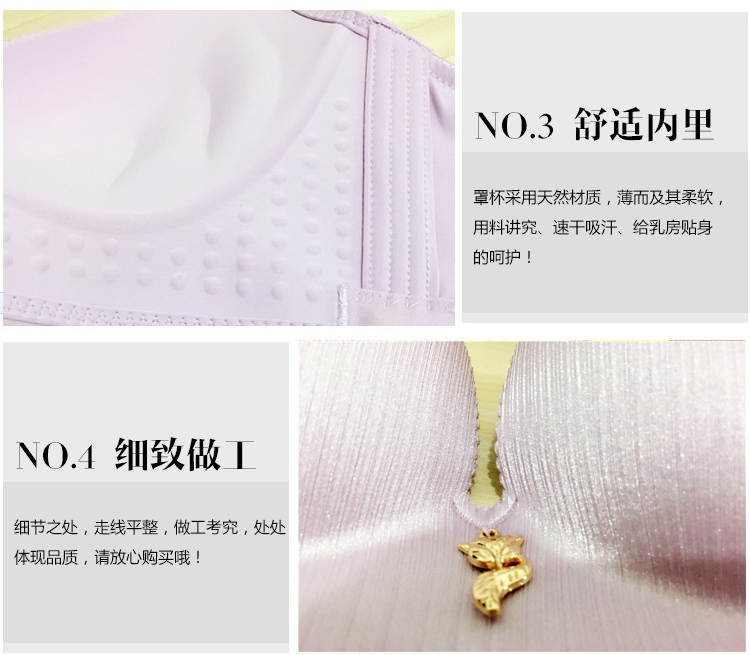 NO.3 舒适内里
罩杯采用天然材质，薄而及其柔软，
用料讲究、速干吸汗、给乳房贴身
的呵护！
NO.4 细致做工
细节之处，走线平整，做工考究，处处
体现品质，请放心购买哦！